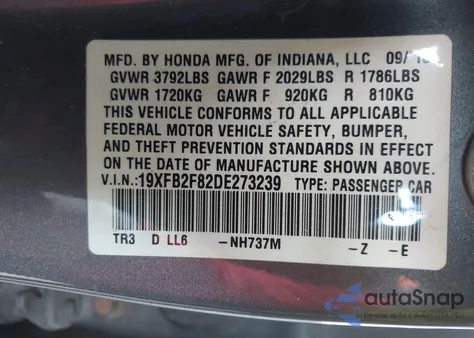 MFD. BY HONDA MFG. OF INDIANA, LLC 09/
GVWR 3792LBS GAWR F 2029LBS R 1786LBS
GVWR 1720KG GAWR F 920KG R 810KG
THIS VEHICLE CONFORMS TO ALL APPLICABLE
FEDERAL MOTOR VEHICLE SAFETY, BUMPER,
AND THEFT PREVENTION STANDARDS IN EFFECT
ON THE DATE OF MANUFACTURE SHOWN ABOVE.
V.I.N.:19XFB2F82DE273239 TYPE: PASSENGER CAR
TR3 D LL6 -NH737M -Z -E
autoSnap